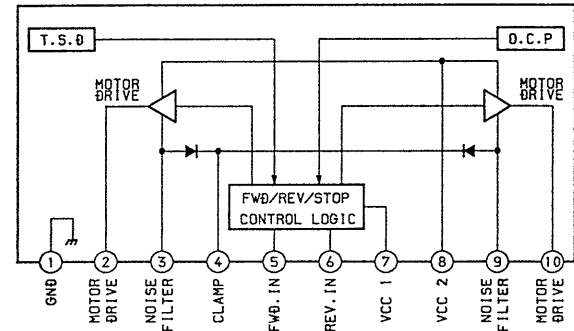 T.S.D
O.C.P
MOTOR
DRIVE
MOTOR
DRIVE
FWD/REV/STOP
CONTROL LOGIC
1
2
3
4
5
6
7
8
9
10
GND
MOTOR
DRIVE
NOISE
FILTER
CLAMP
FWD.IN
REV.IN
VCC 1
VCC 2
NOISE
FILTER
MOTOR
DRIVE